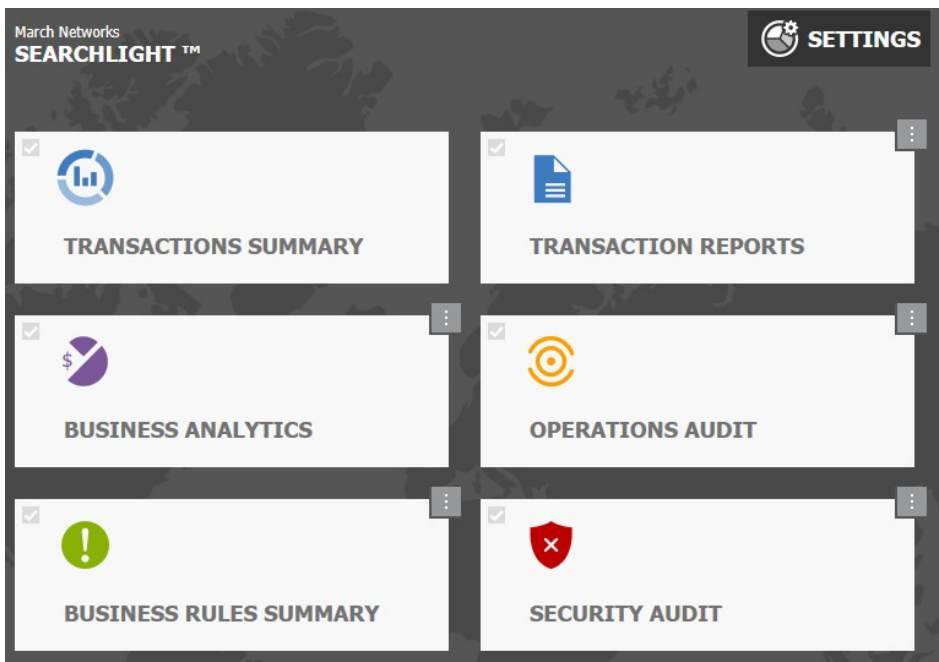 March Networks
SEARCHLIGHT ™
SETTINGS
TRANSACTIONS SUMMARY
TRANSACTION REPORTS
$
BUSINESS ANALYTICS
OPERATIONS AUDIT
!
BUSINESS RULES SUMMARY
SECURITY AUDIT